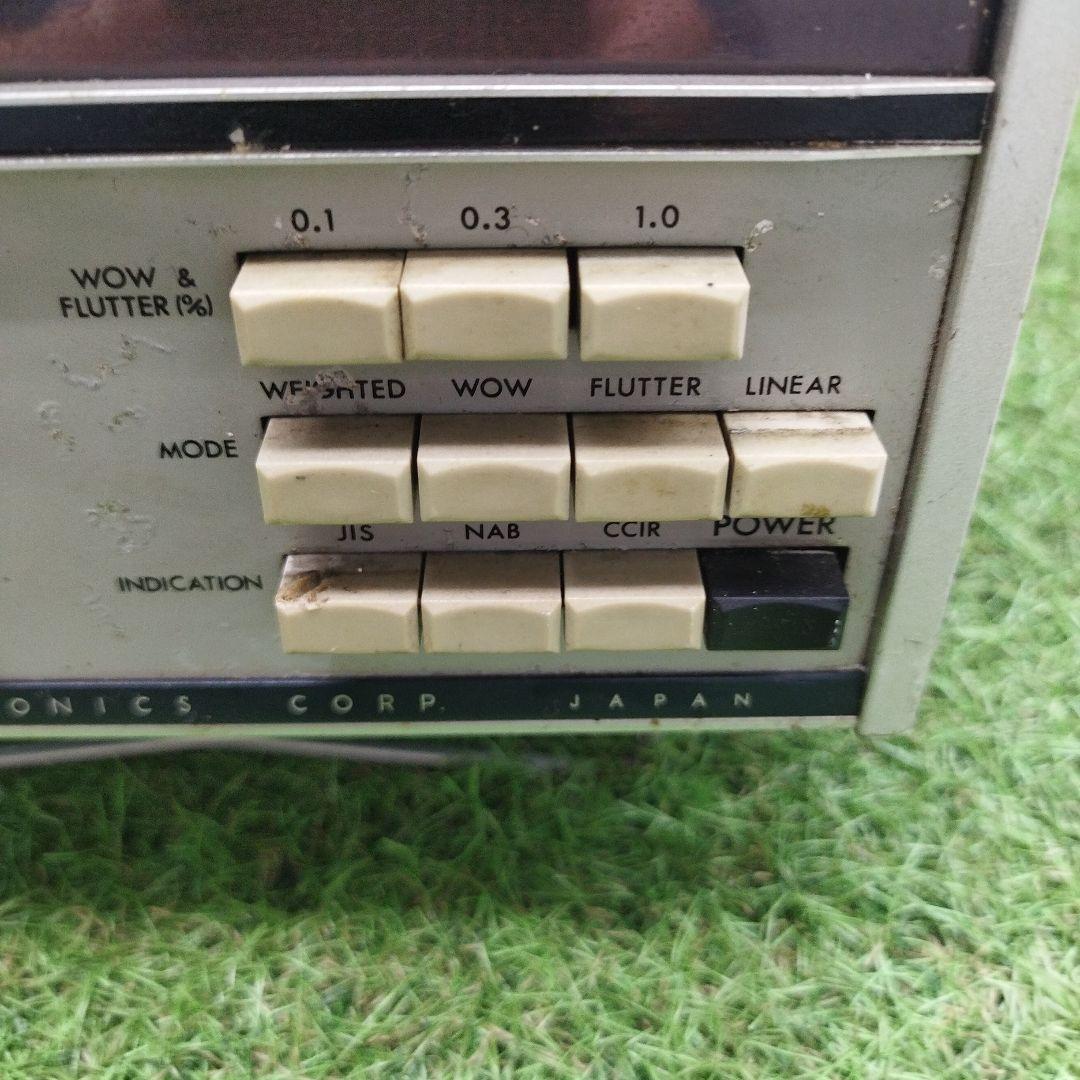 0.1 0.3 1.0
WOW &
FLUTTER (%)
WEIGHTED WOW FLUTTER LINEAR
MODE
JIS NAB CCIR POWER
INDICATION
ONICS CORP. JAPAN